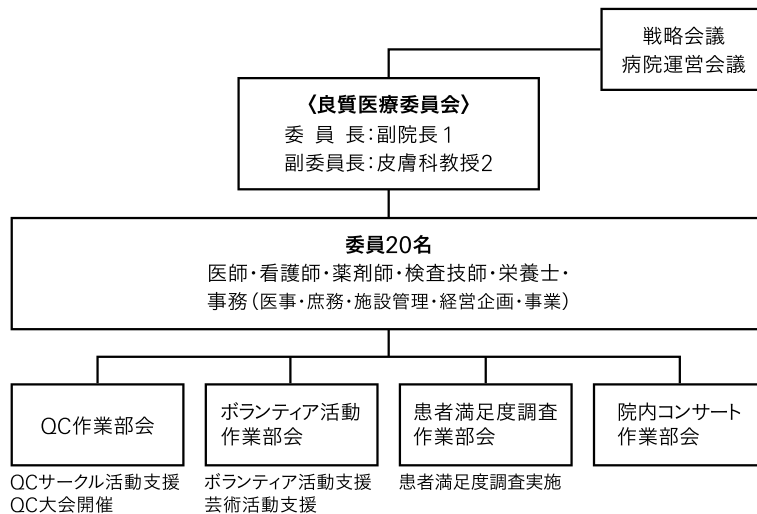 戦略会議
病院運営会議
〈良質医療委員会〉
委 員 長:副院長1
副委員長:皮膚科教授2
委員20名
医師・看護師・薬剤師・検査技師・栄養士・
事務(医事・庶務・施設管理・経営企画・事業)
QC作業部会
QCサークル活動支援
QC大会開催
ボランティア活動
作業部会
ボランティア活動支援
芸術活動支援
患者満足度調査
作業部会
患者満足度調査実施
院内コンサート
作業部会